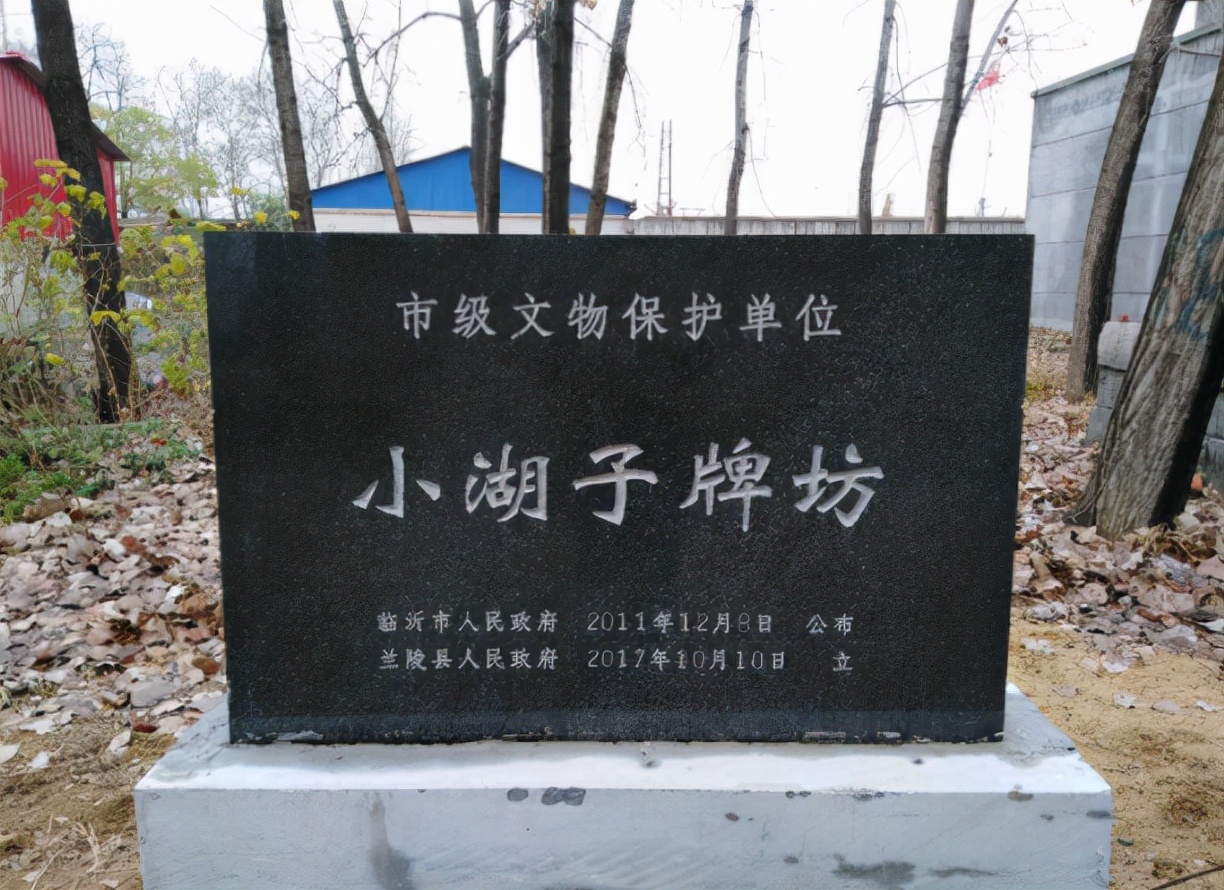 市级文物保护单位
小湖子牌坊
临沂市人民政府 2011年12月8日 公布
兰陵县人民政府 2017年10月10日 立